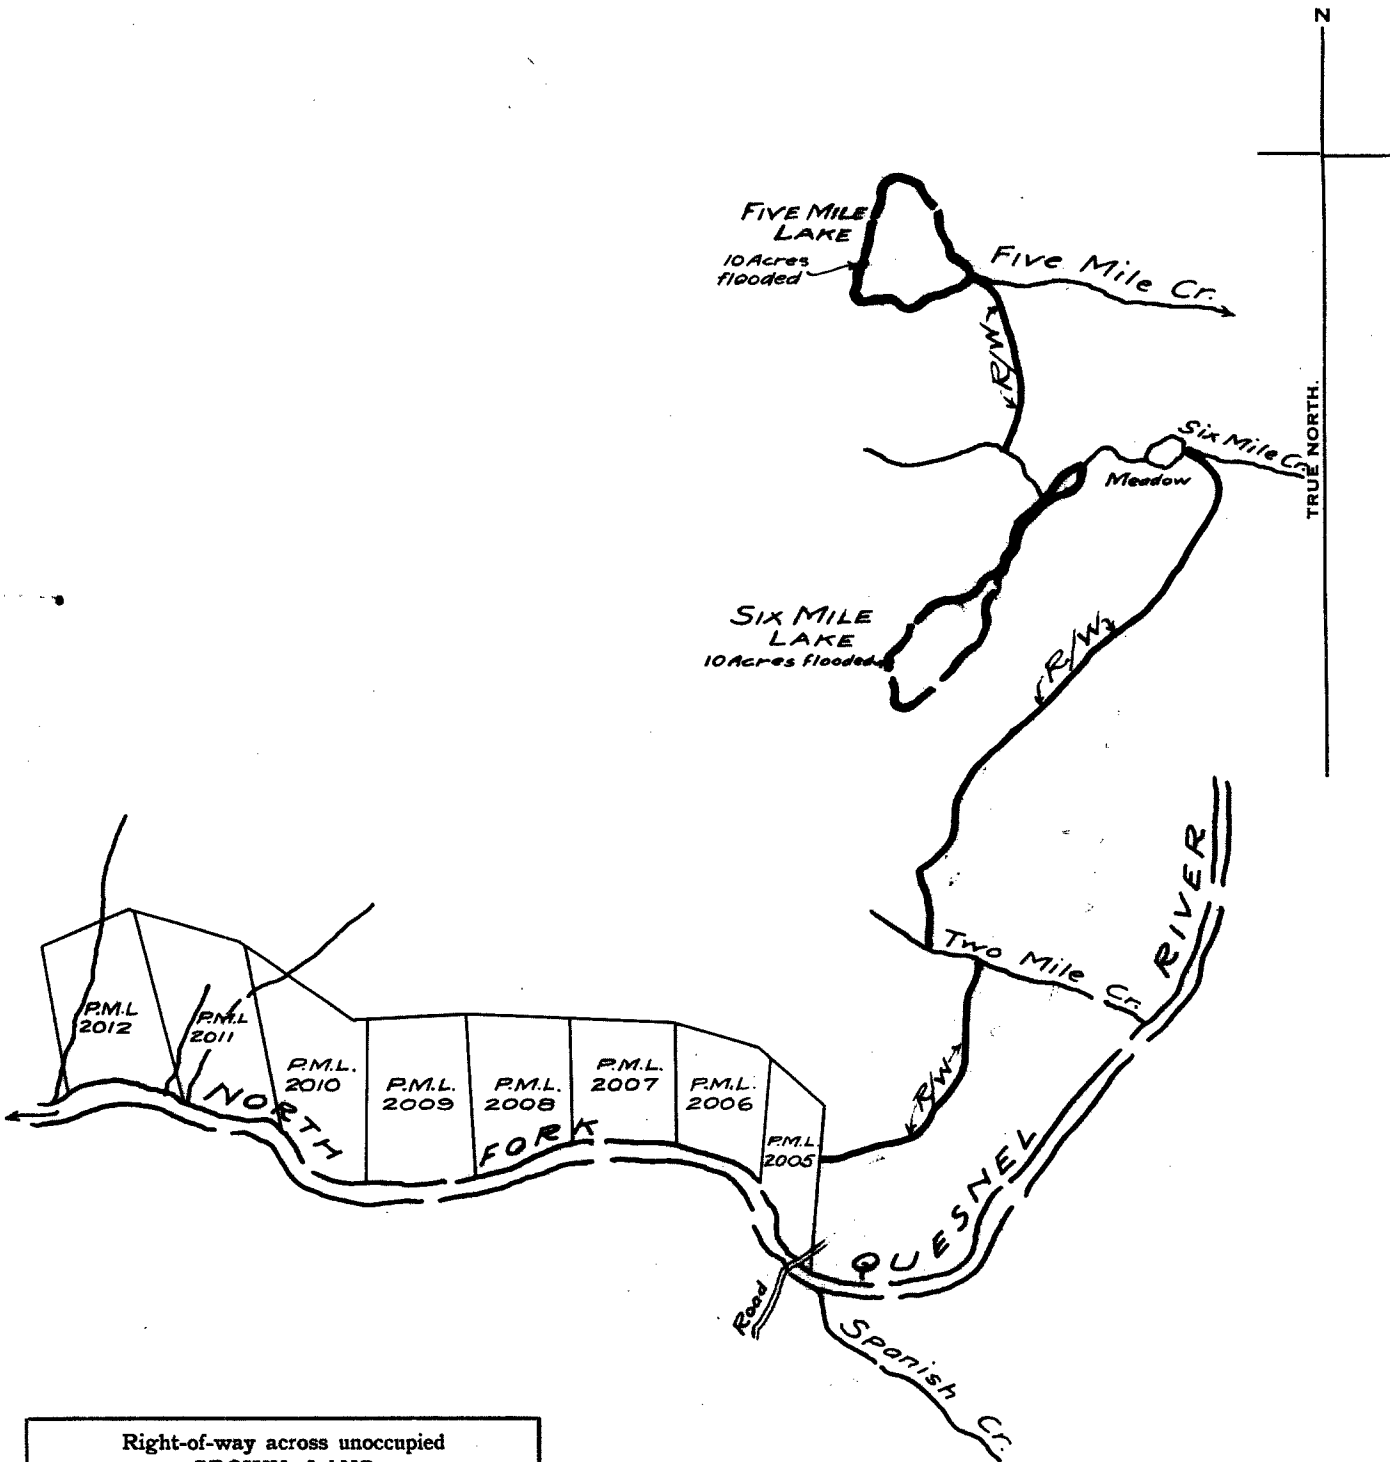 N
TRUE NORTH.
FIVE MILE
LAKE
10 Acres
flooded
Five Mile Cr.
R/W
Six Mile Cr.
Meadow
SIX MILE
LAKE
10 Acres flooded
R/W
RIVER
Two Mile Cr.
P.M.L
2012
P.M.L
2011
P.M.L.
2010
P.M.L.
2009
P.M.L.
2008
P.M.L.
2007
P.M.L.
2006
P.M.L.
2005
R/W
NORTH FORK
QUESNEL
Road
Spanish Cr.
Right-of-way across unoccupied